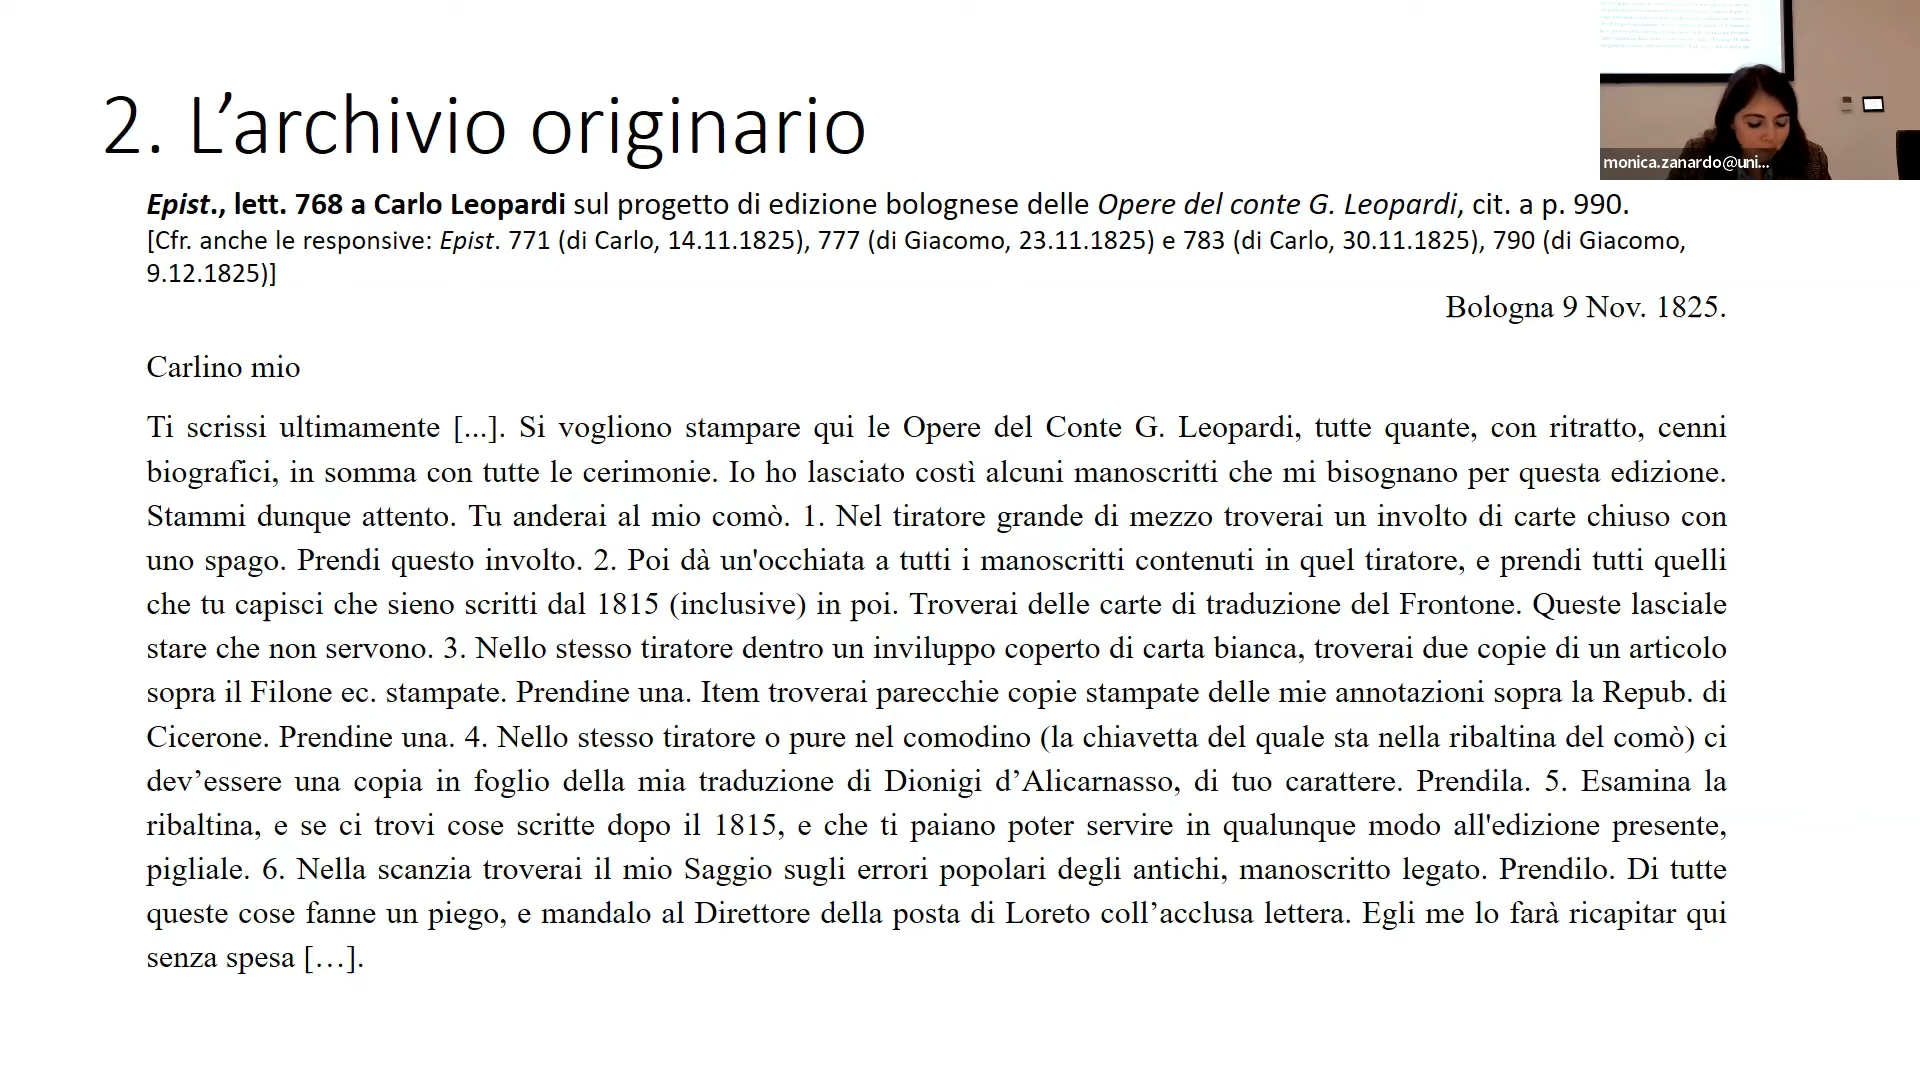 2. L’archivio originario
monica.zanardo@uni...
Epist., lett. 768 a Carlo Leopardi sul progetto di edizione bolognese delle Opere del conte G. Leopardi, cit. a p. 990.
[Cfr. anche le responsive: Epist. 771 (di Carlo, 14.11.1825), 777 (di Giacomo, 23.11.1825) e 783 (di Carlo, 30.11.1825), 790 (di Giacomo,
9.12.1825)]
Bologna 9 Nov. 1825.
Carlino mio
Ti scrissi ultimamente [...]. Si vogliono stampare qui le Opere del Conte G. Leopardi, tutte quante, con ritratto, cenni
biografici, in somma con tutte le cerimonie. Io ho lasciato costì alcuni manoscritti che mi bisognano per questa edizione.
Stammi dunque attento. Tu anderai al mio comò. 1. Nel tiratore grande di mezzo troverai un involto di carte chiuso con
uno spago. Prendi questo involto. 2. Poi dà un'occhiata a tutti i manoscritti contenuti in quel tiratore, e prendi tutti quelli
che tu capisci che sieno scritti dal 1815 (inclusive) in poi. Troverai delle carte di traduzione del Frontone. Queste lasciale
stare che non servono. 3. Nello stesso tiratore dentro un inviluppo coperto di carta bianca, troverai due copie di un articolo
sopra il Filone ec. stampate. Prendine una. Item troverai parecchie copie stampate delle mie annotazioni sopra la Repub. di
Cicerone. Prendine una. 4. Nello stesso tiratore o pure nel comodino (la chiavetta del quale sta nella ribaltina del comò) ci
dev’essere una copia in foglio della mia traduzione di Dionigi d’Alicarnasso, di tuo carattere. Prendila. 5. Esamina la
ribaltina, e se ci trovi cose scritte dopo il 1815, e che ti paiano poter servire in qualunque modo all'edizione presente,
pigliale. 6. Nella scanzia troverai il mio Saggio sugli errori popolari degli antichi, manoscritto legato. Prendilo. Di tutte
queste cose fanne un piego, e mandalo al Direttore della posta di Loreto coll’acclusa lettera. Egli me lo farà ricapitar qui
senza spesa […].